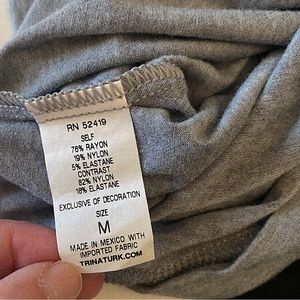 RN 52419
SELF
76% RAYON
19% NYLON
5% ELASTANE
CONTRAST
82% NYLON
18% ELASTANE
EXCLUSIVE OF DECORATION
SIZE
M
MADE IN MEXICO WITH
IMPORTED FABRIC
TRINATURK.COM